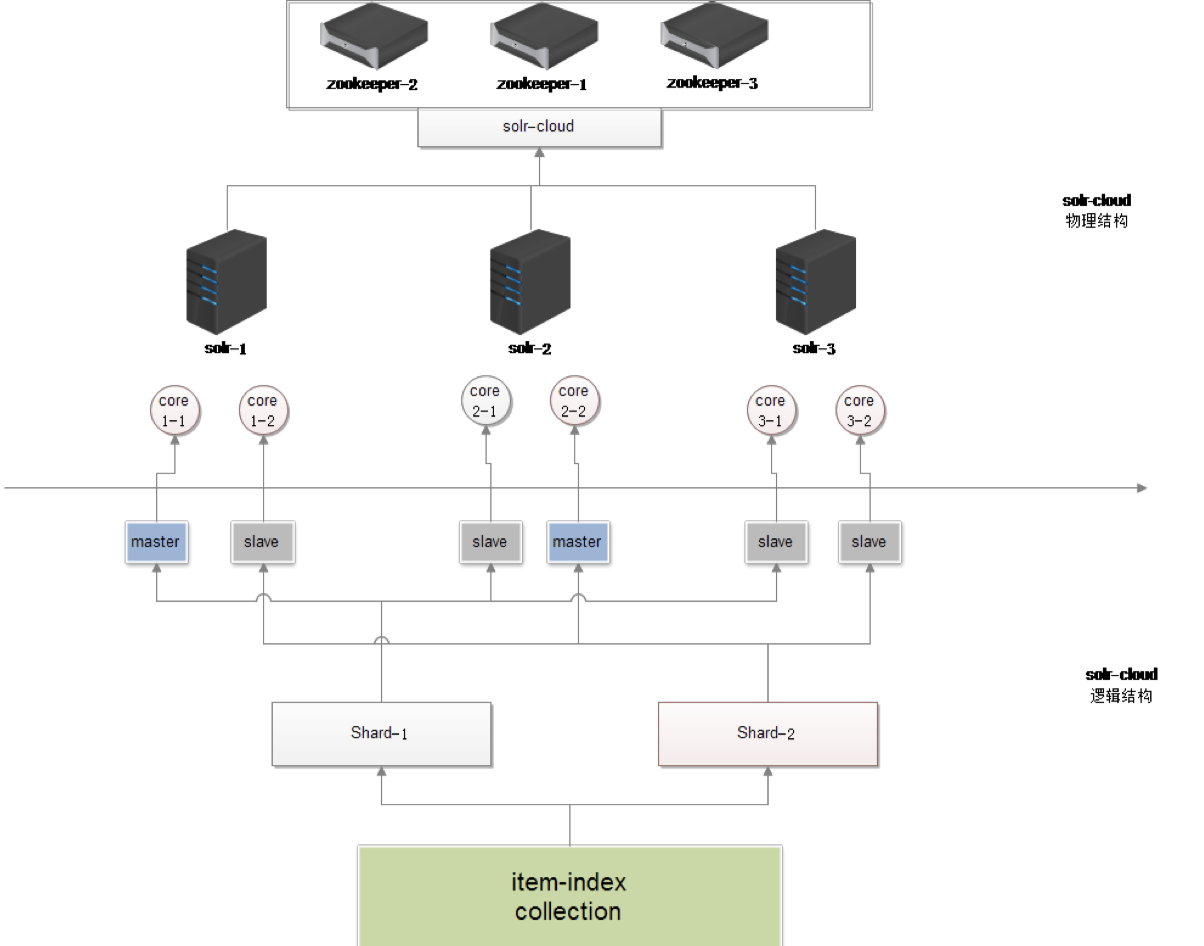 zookeeper-2
zookeeper-1
zookeeper-3
solr-cloud
solr-cloud
物理结构
solr-1
solr-2
solr-3
core
1-1
core
1-2
core
2-1
core
2-2
core
3-1
core
3-2
master
slave
slave
master
slave
slave
solr-cloud
逻辑结构
Shard-1
Shard-2
item-index
collection